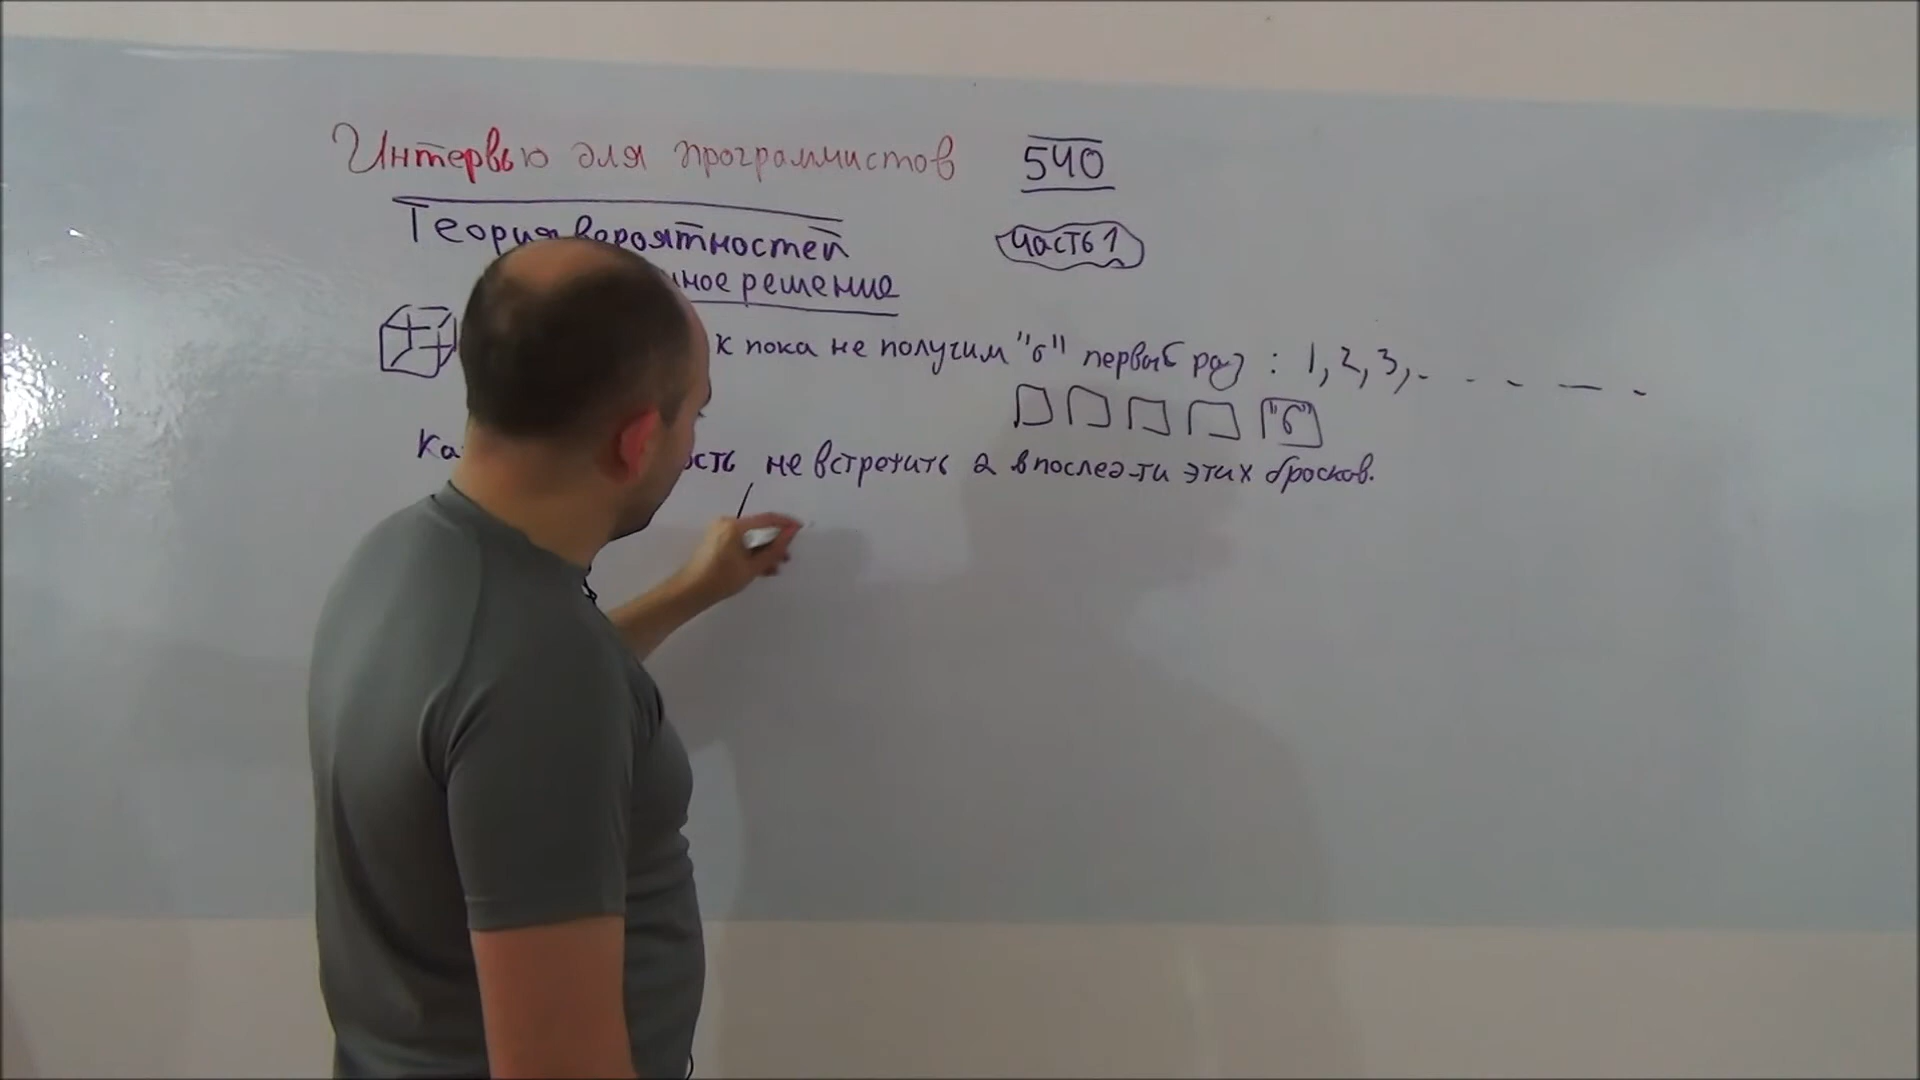 Интервью для программистов 540
Теория вероятностей часть 1
ное решение
к пока не получим "6" первый раз : 1, 2, 3, . - - — -
"6"
Ка ость не встретить 2 в послед-ти этих бросков.